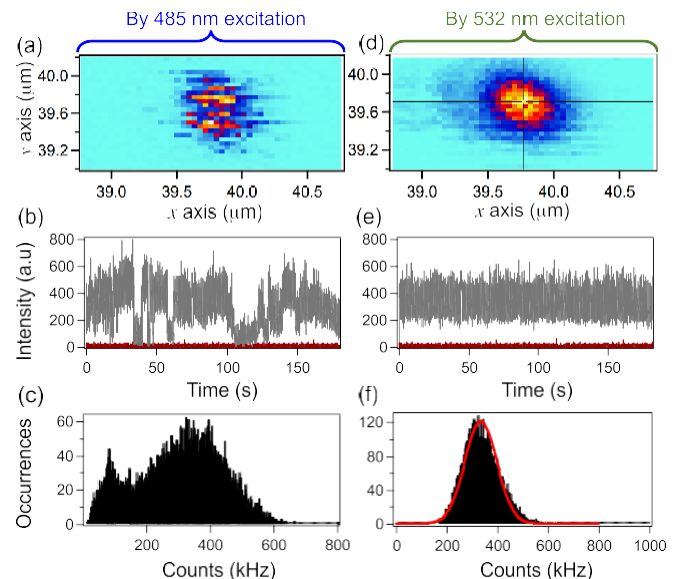 By 485 nm excitation
By 532 nm excitation
(a)
(d)
y axis (μm)
40.0
39.6
39.2
39.0
39.5
40.0
40.5
x axis (μm)
y axis (μm)
40.0
39.6
39.2
39.0
39.5
40.0
40.5
x axis (μm)
(b)
(e)
Intensity (a.u)
800
600
400
200
0
0
50
100
150
Time (s)
800
600
400
200
0
0
50
100
150
Time (s)
(c)
(f)
Occurrences
60
40
20
0
200
400
600
800
Counts (kHz)
120
80
40
0
0
200
400
600
800
1000
Counts (kHz)